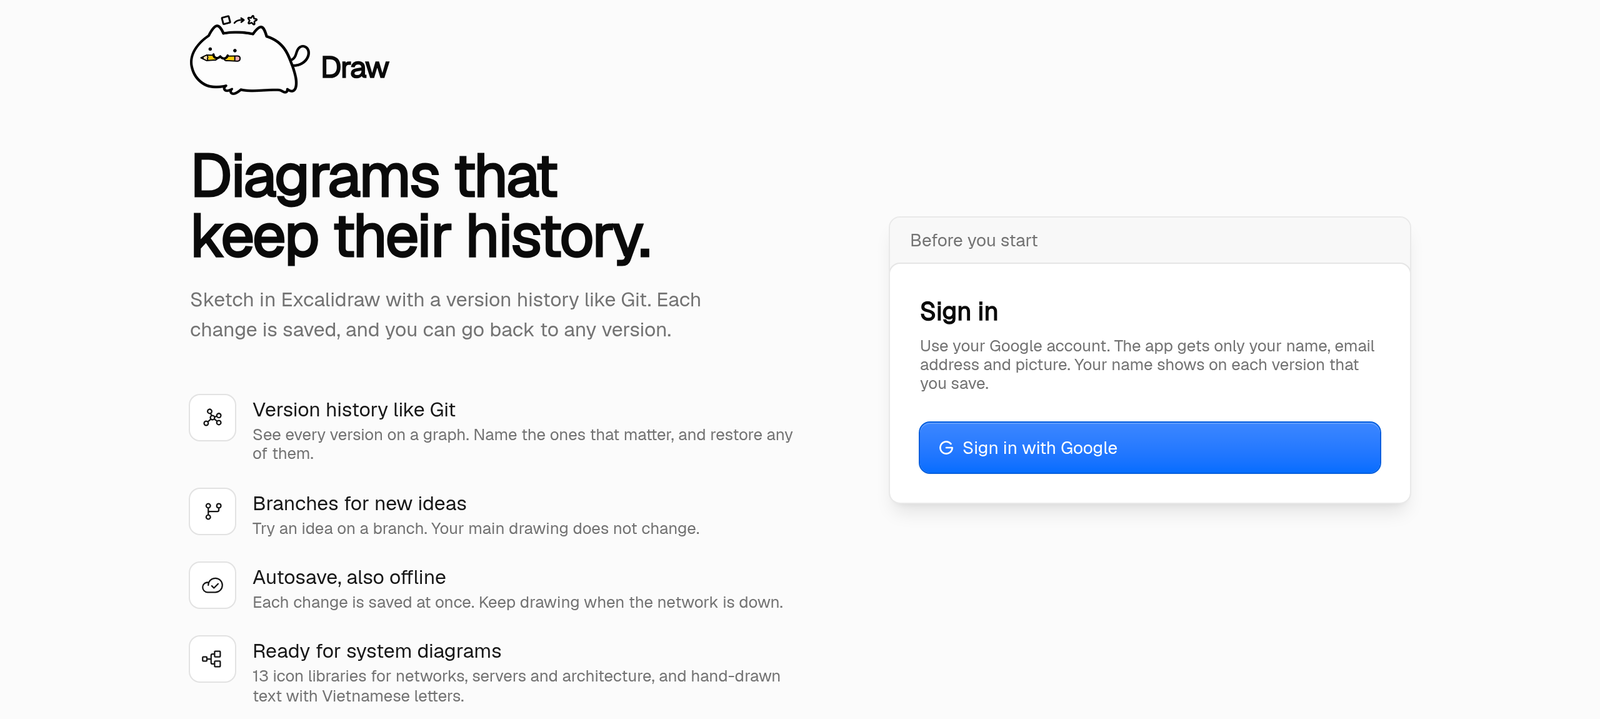 Draw
Diagrams that
keep their history.
Sketch in Excalidraw with a version history like Git. Each
change is saved, and you can go back to any version.
Version history like Git
See every version on a graph. Name the ones that matter, and restore any
of them.
Branches for new ideas
Try an idea on a branch. Your main drawing does not change.
Autosave, also offline
Each change is saved at once. Keep drawing when the network is down.
Ready for system diagrams
13 icon libraries for networks, servers and architecture, and hand-drawn
text with Vietnamese letters.
Before you start
Sign in
Use your Google account. The app gets only your name, email
address and picture. Your name shows on each version that
you save.
Sign in with Google